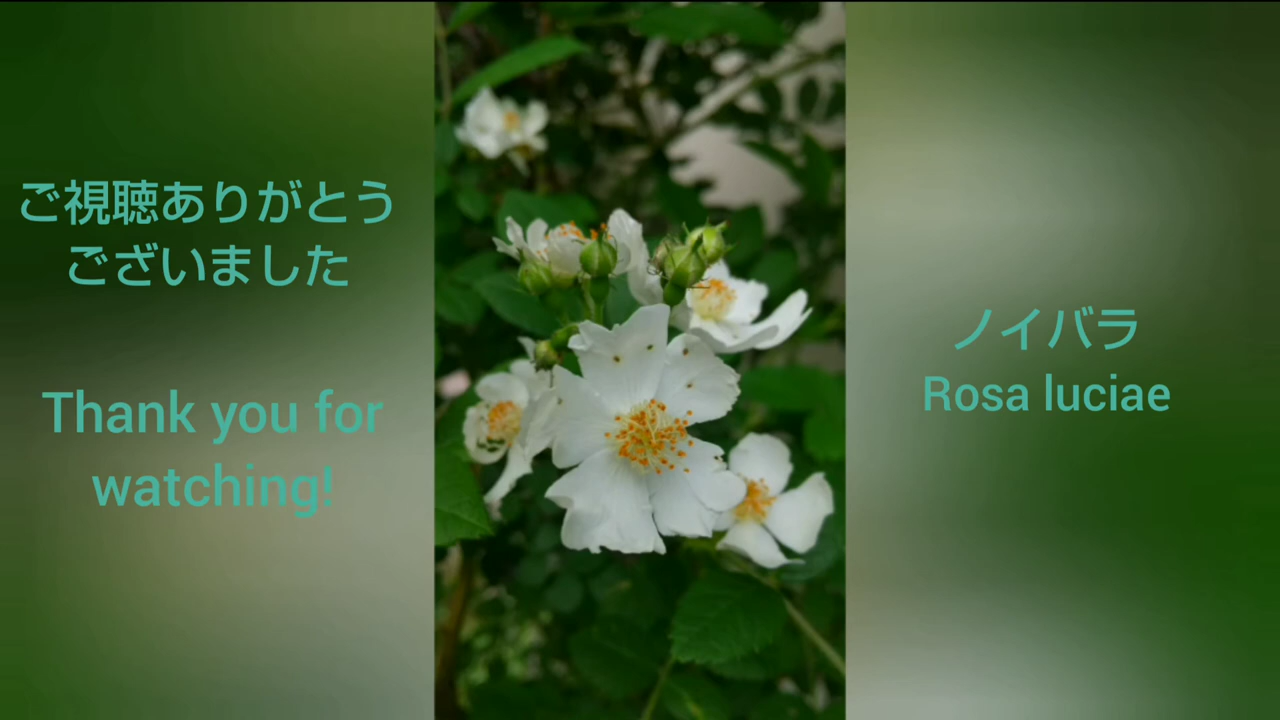 ご視聴ありがとう
ございました
Thank you for
watching!
ノイバラ
Rosa luciae